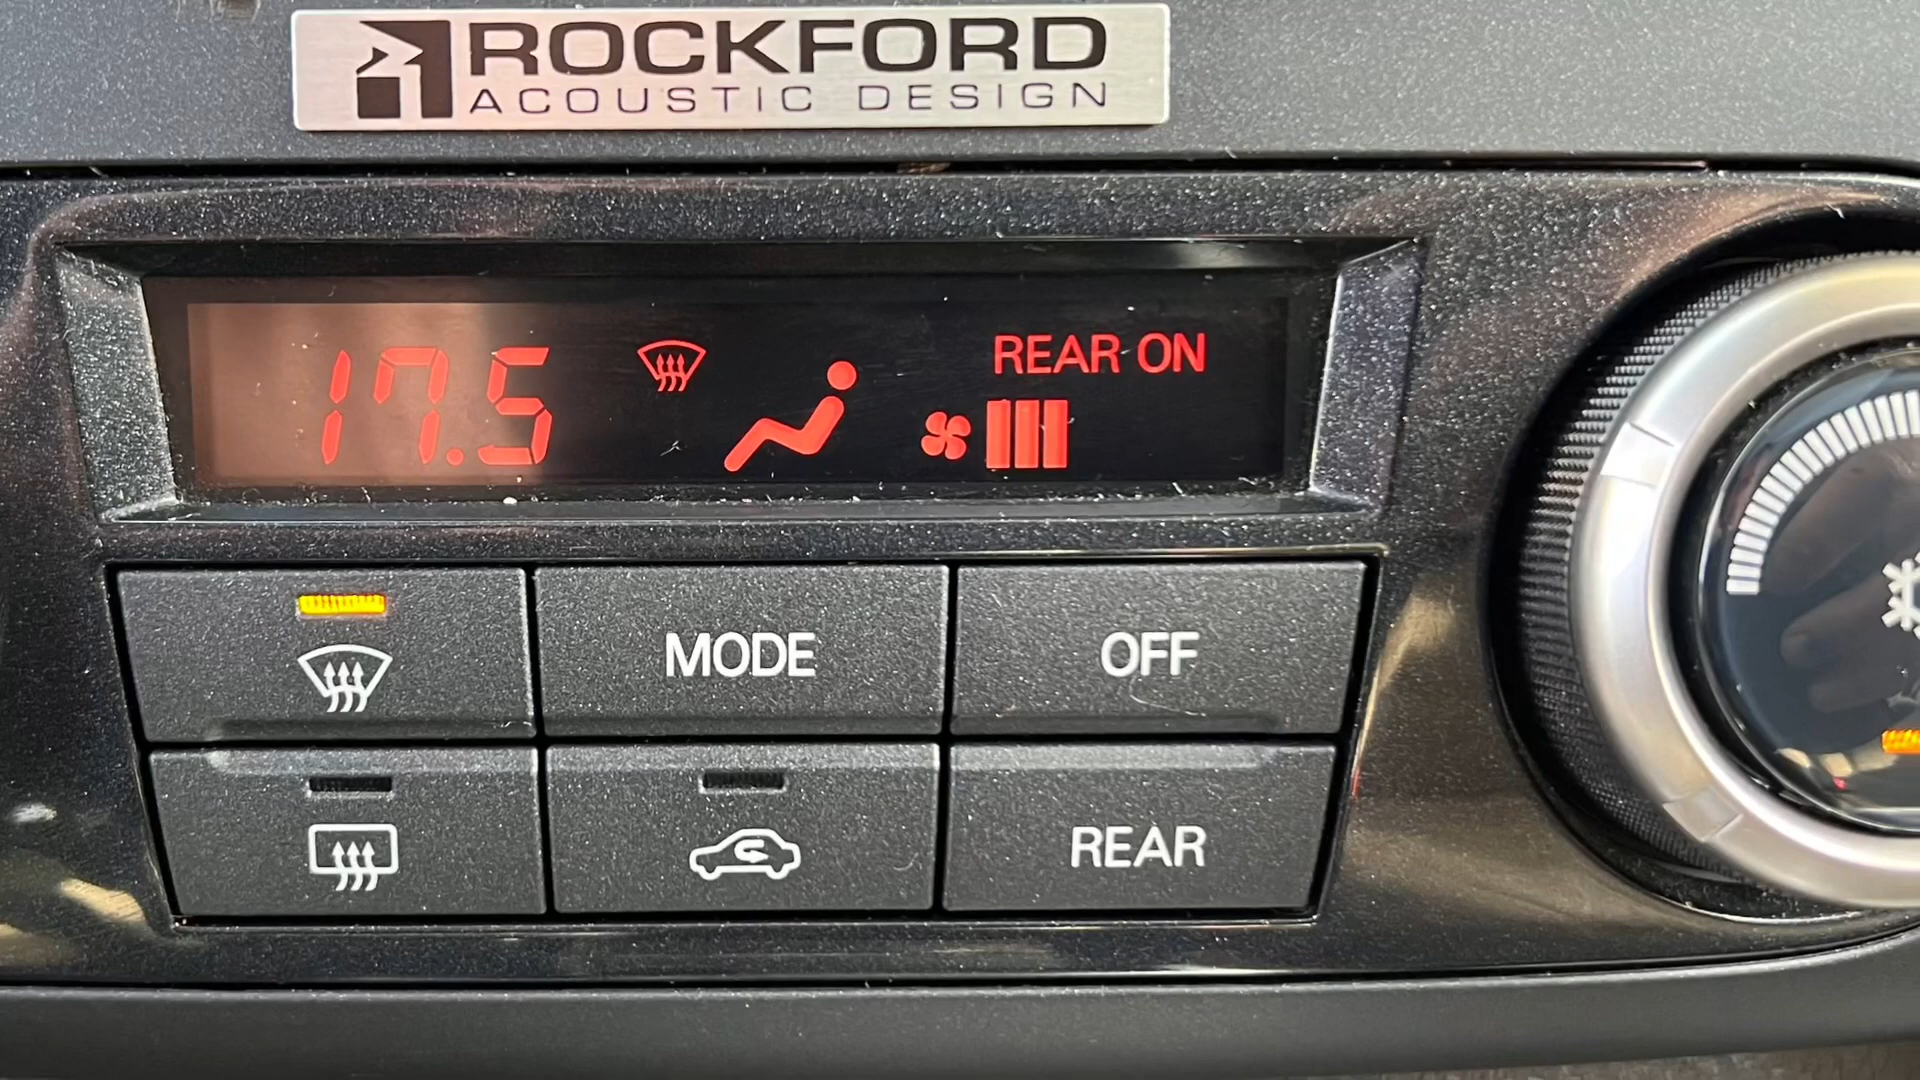 ROCKFORD
ACOUSTIC DESIGN
17.5
REAR ON
MODE
OFF
REAR